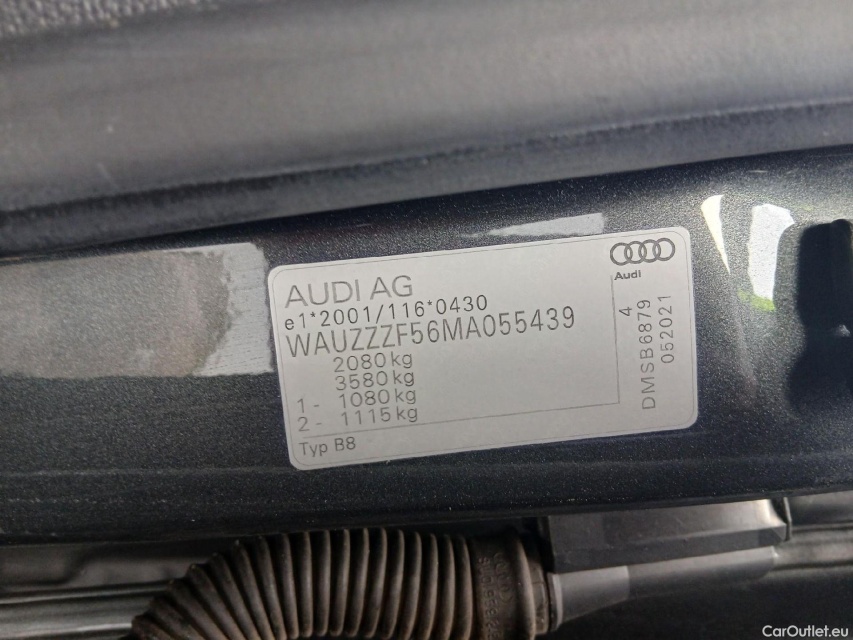 AUDI AG
e1*2001/116*0430
WAUZZZF56MA055439
2080 kg
3580 kg
1 - 1080 kg
2 - 1115 kg
Typ B8
Audi
4
DMSB6879
052021
CarOutlet.eu